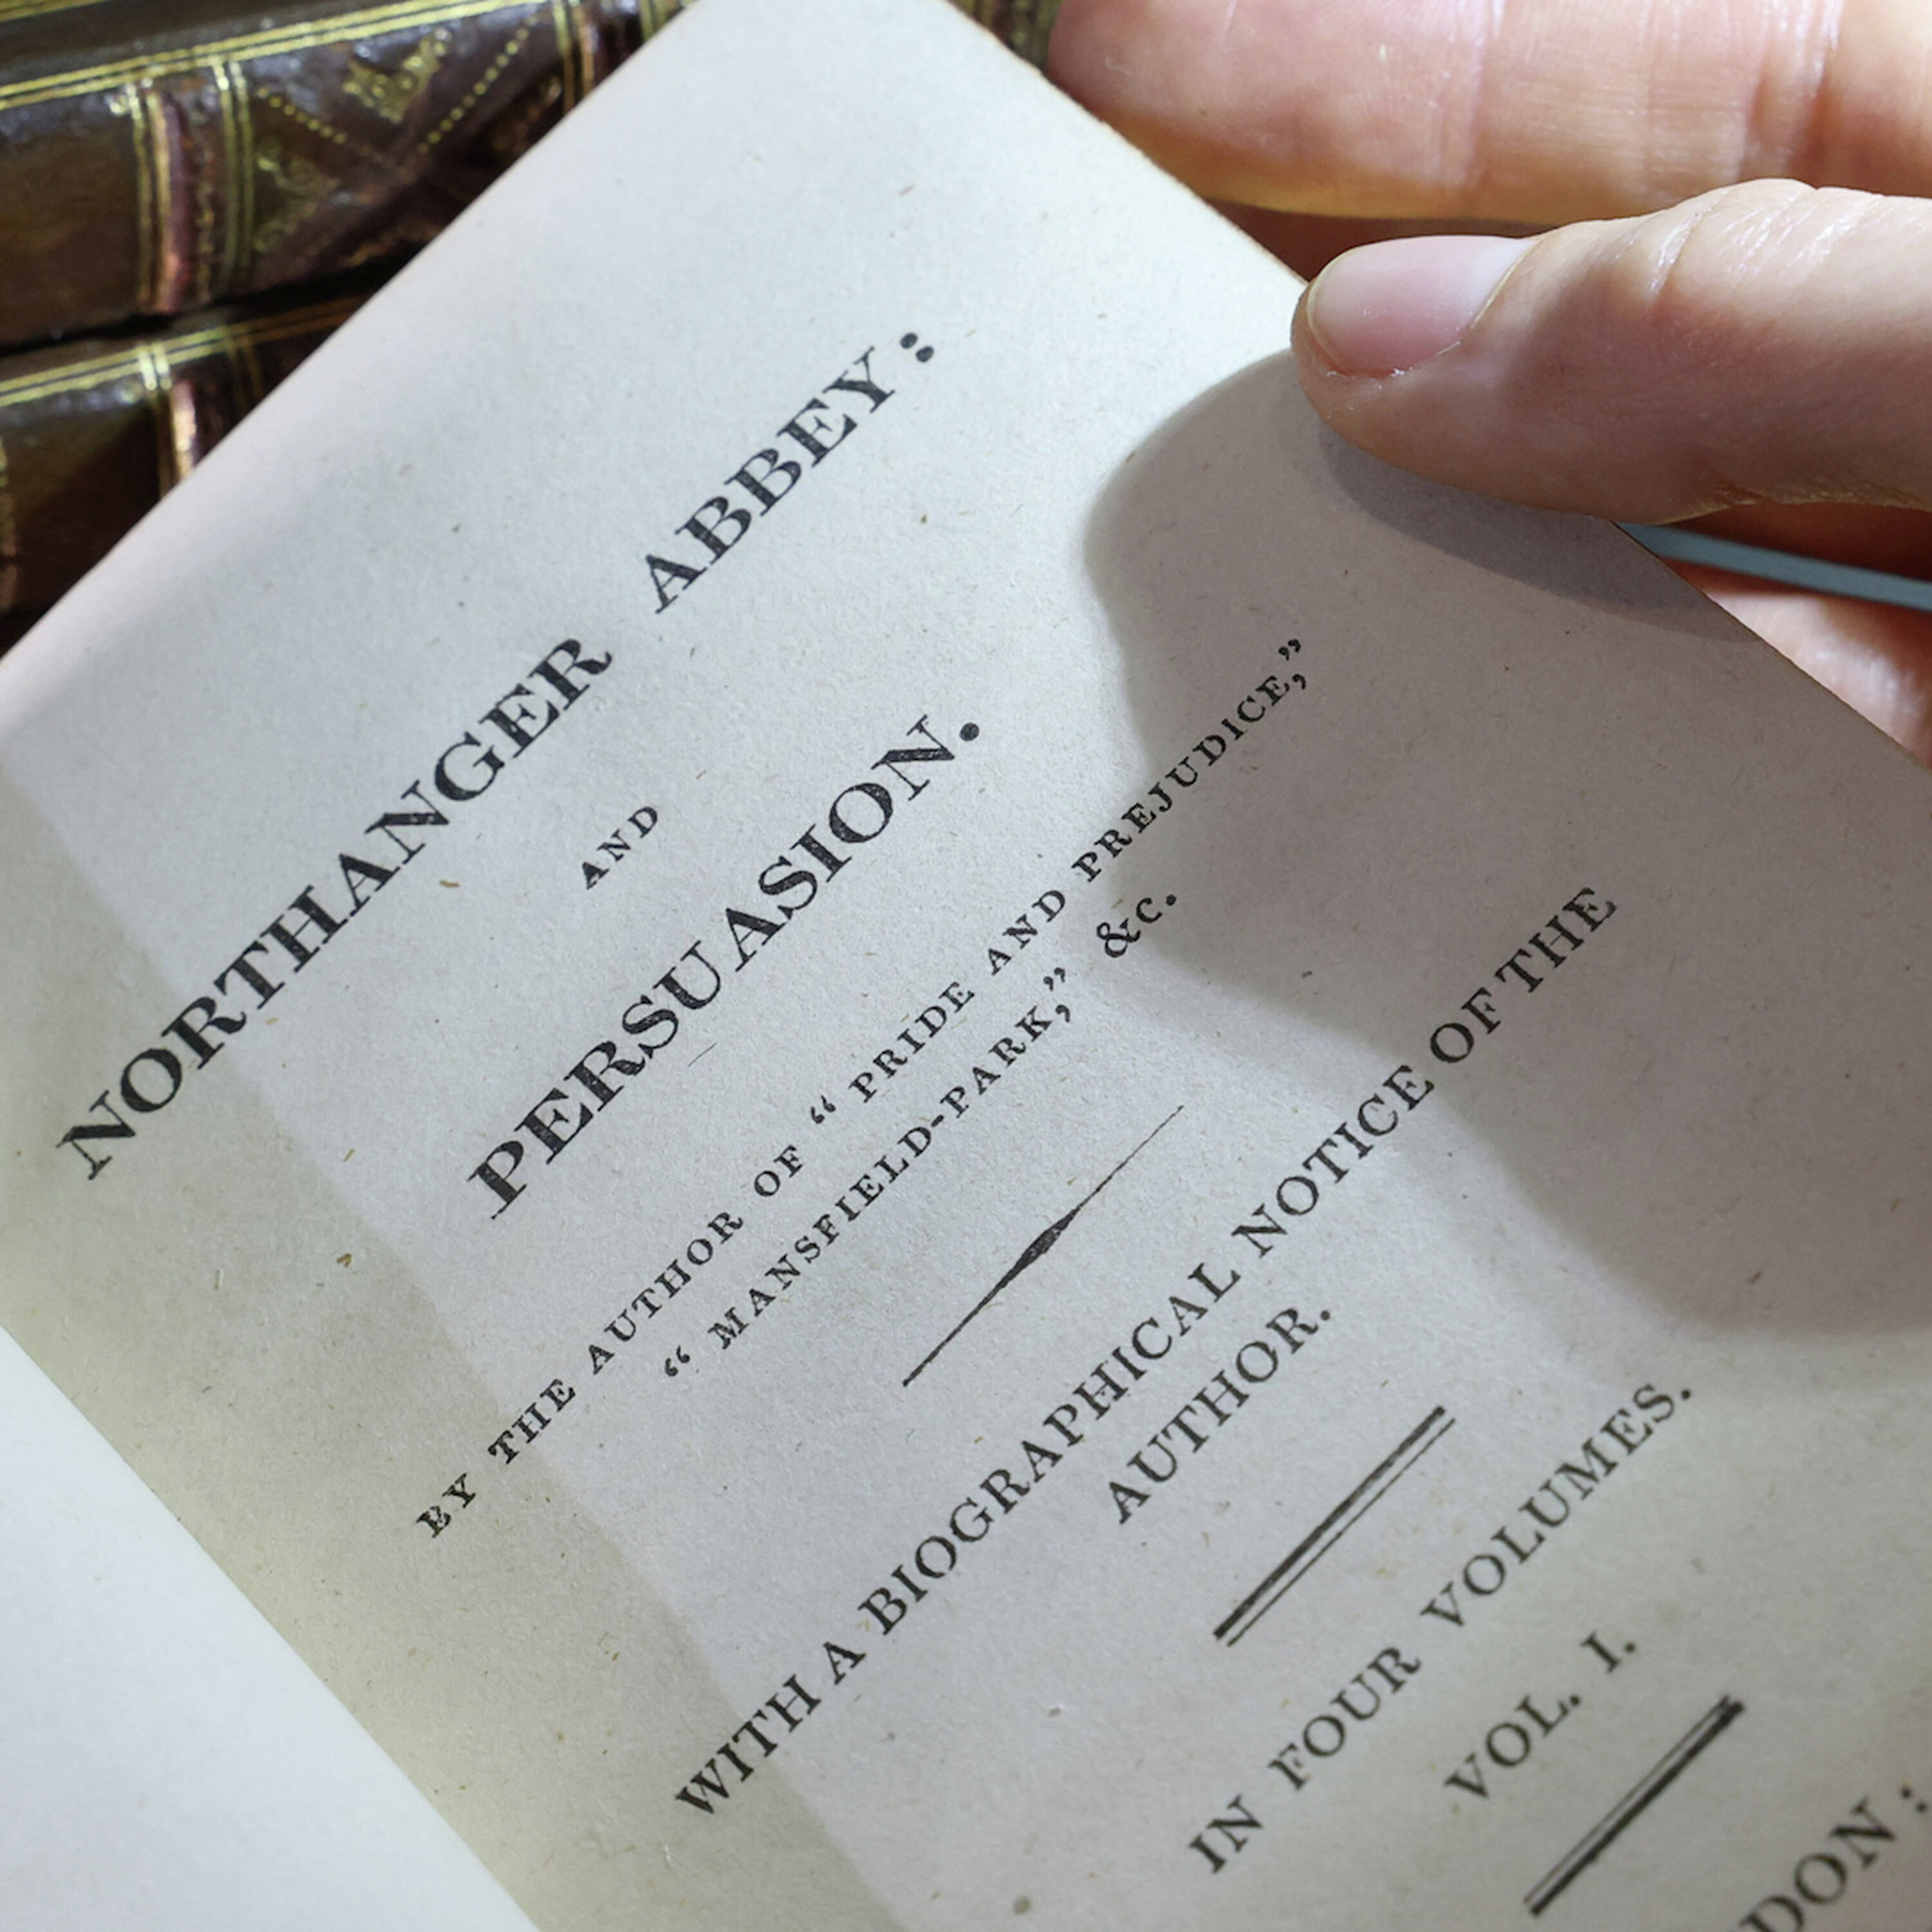 NORTHANGER ABBEY:
AND
PERSUASION.
BY THE AUTHOR OF “ PRIDE AND PREJUDICE,”
“ MANSFIELD-PARK,” &c.
WITH A BIOGRAPHICAL NOTICE OF THE
AUTHOR.
IN FOUR VOLUMES.
VOL. I.
DON: